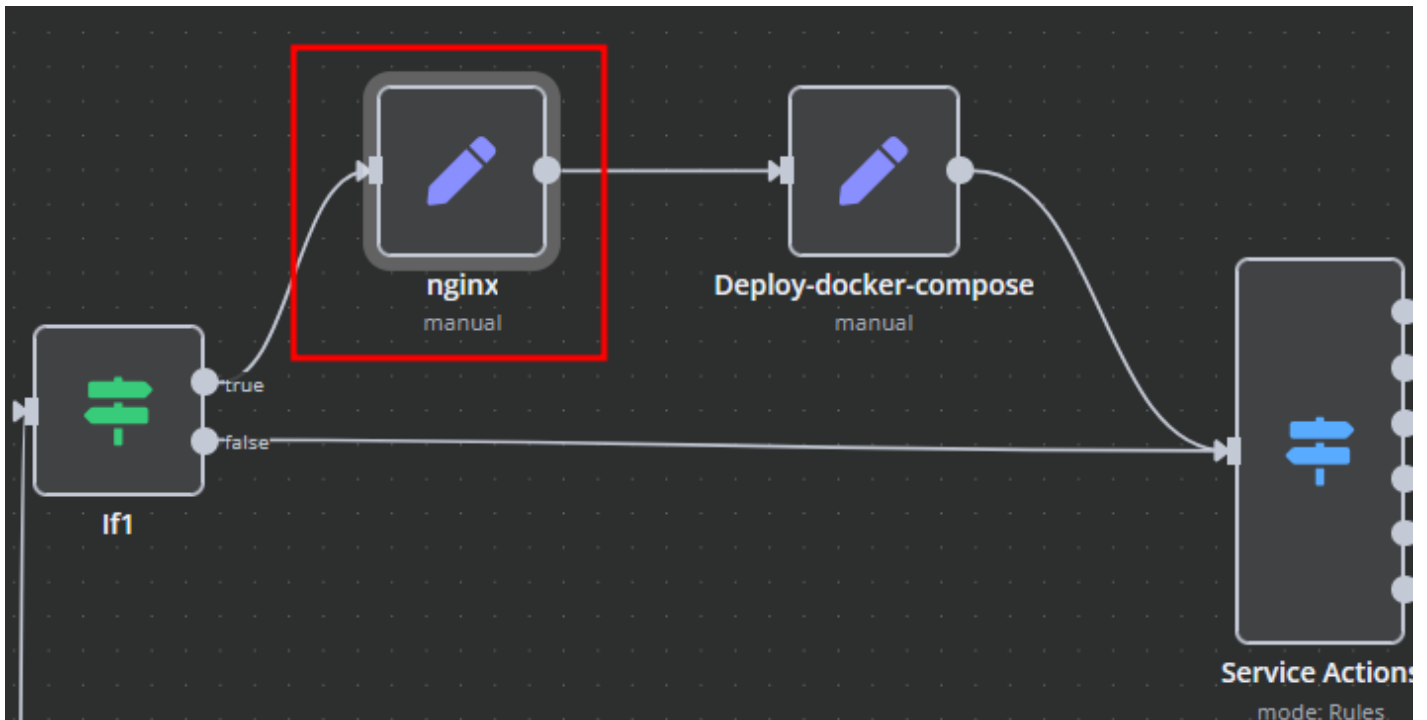 nginx
manual
Deploy-docker-compose
manual
true
false
If1
Service Actions
mode: Rules